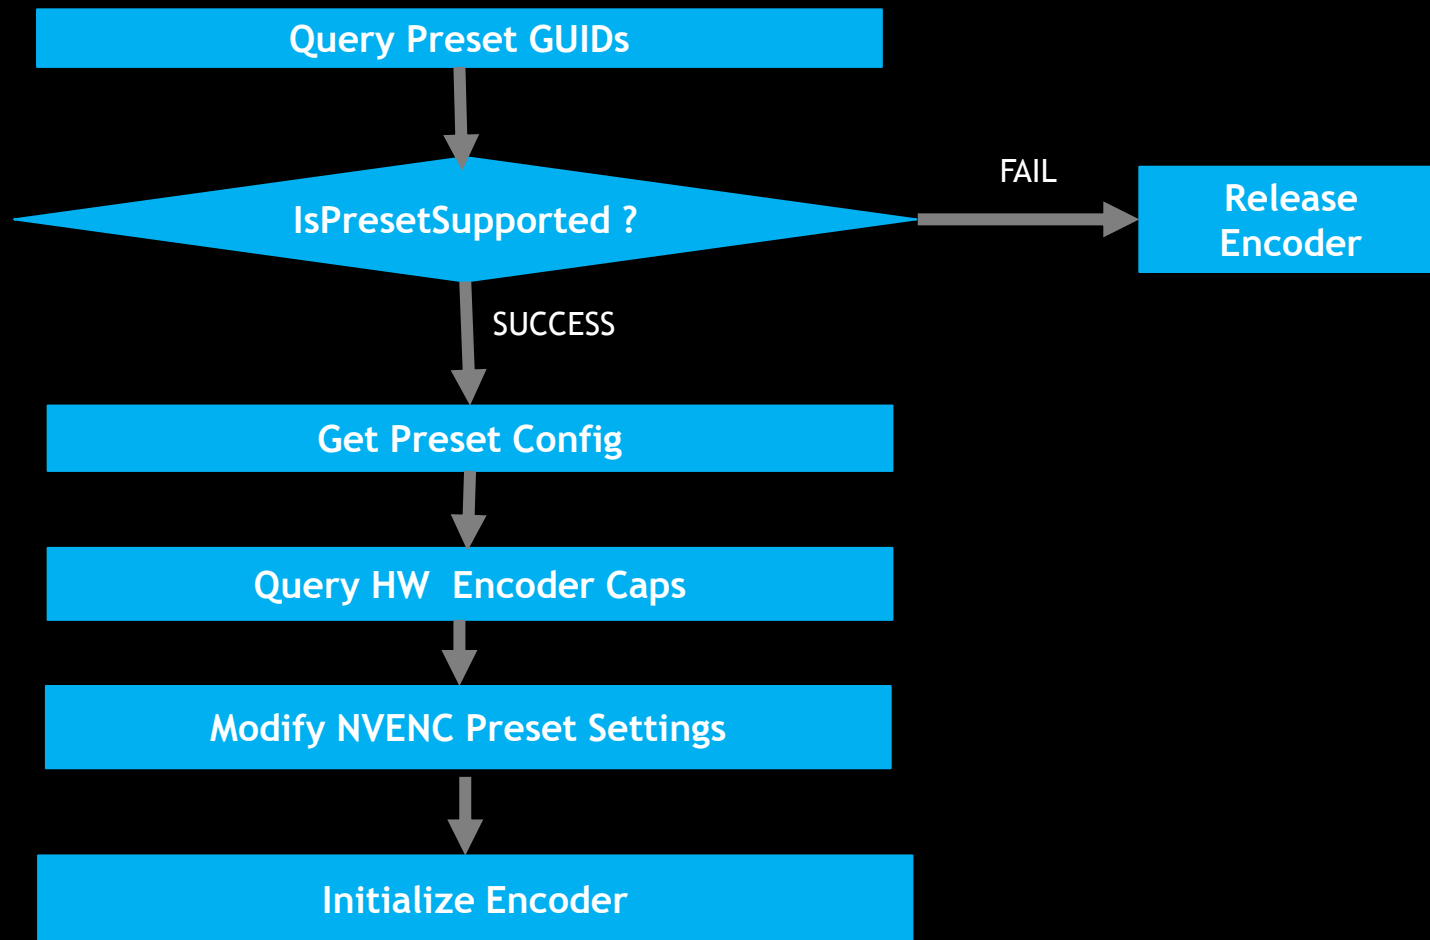 Query Preset GUIDs
IsPresetSupported ?
FAIL
Release
Encoder
SUCCESS
Get Preset Config
Query HW  Encoder Caps
Modify NVENC Preset Settings
Initialize Encoder